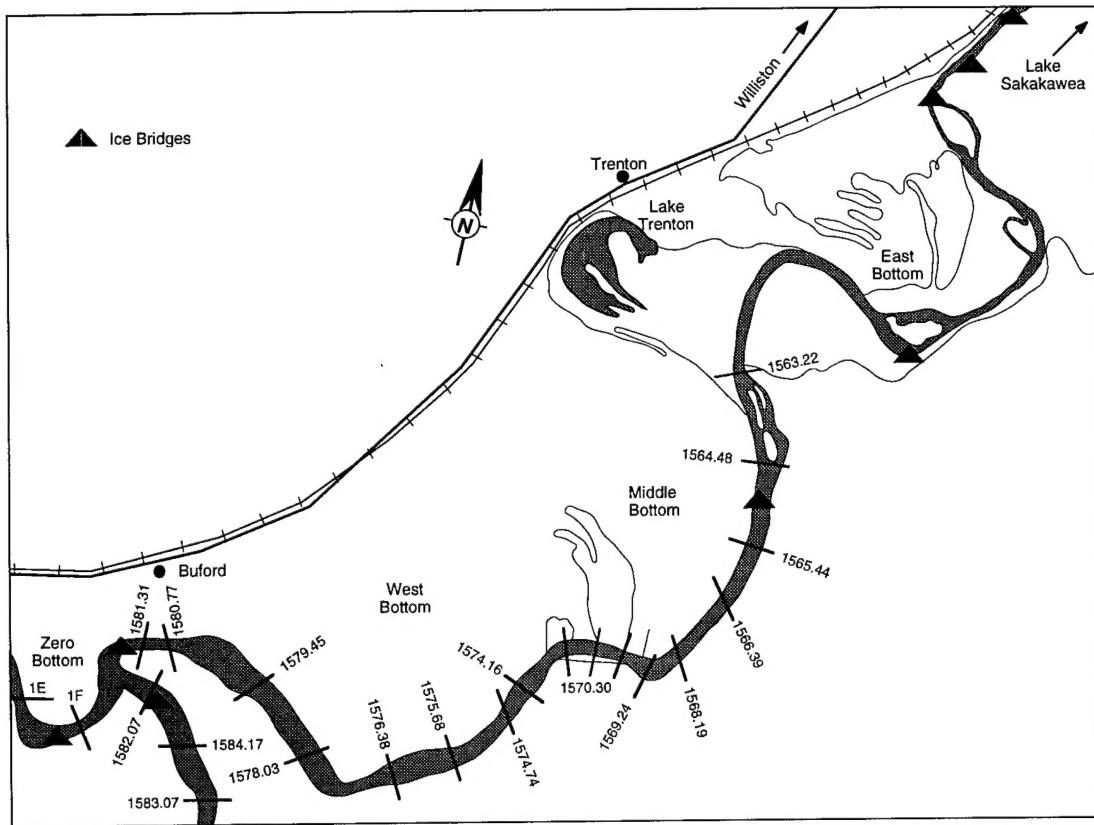 Williston
Lake
Sakakawea
Ice Bridges
Trenton
N
Lake
Trenton
East
Bottom
1563.22
1564.48
Middle
Bottom
1565.44
Buford
West
Bottom
1566.39
1581.31
1580.77
Zero
Bottom
1579.45
1574.16
1570.30
1E
1F
1569.24
1568.19
1575.68
1576.38
1582.07
1584.17
1574.74
1578.03
1583.07